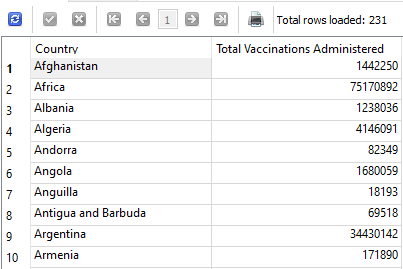 1 Total rows loaded: 231
Country Total Vaccinations Administered
1 Afghanistan 1442250
2 Africa 75170892
3 Albania 1238036
4 Algeria 4146091
5 Andorra 82349
6 Angola 1680059
7 Anguilla 18193
8 Antigua and Barbuda 69518
9 Argentina 34430142
10 Armenia 171890